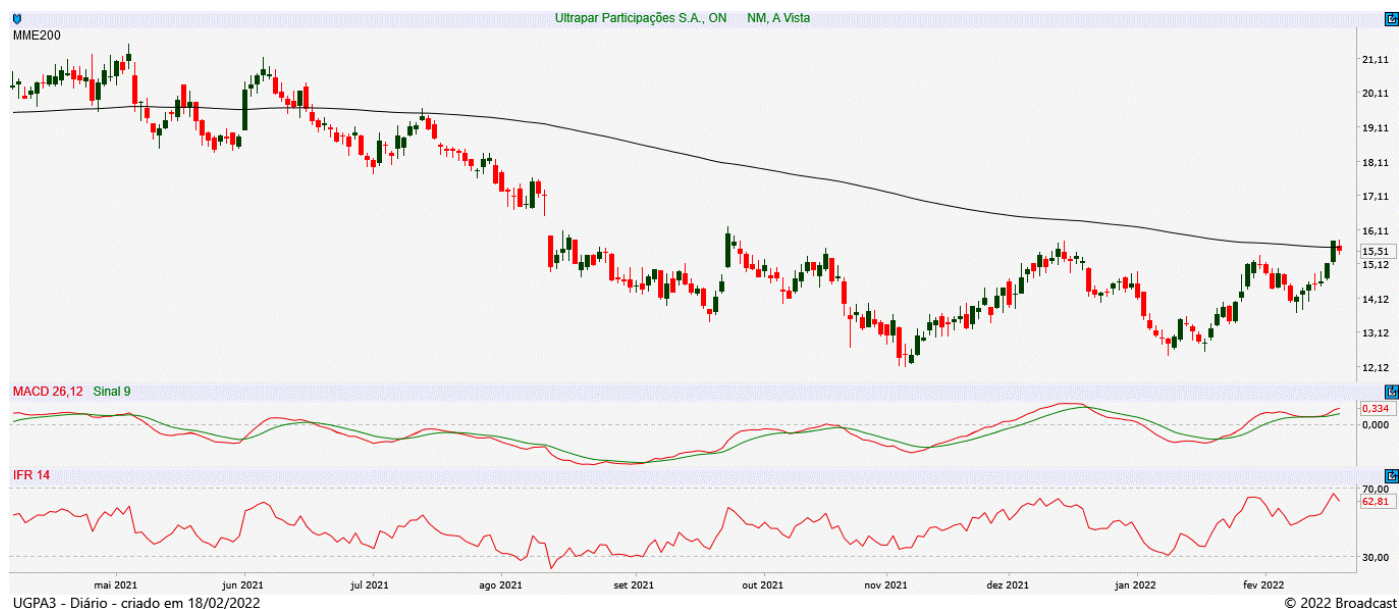 Ultrapar Participações S.A., ON NM, A Vista
MME200
21,11
20,11
19,11
18,11
17,11
16,11
15,51
15,12
14,12
13,12
12,12
MACD 26,12 Sinal 9
0,334
0,000
IFR 14
70,00
62,81
30,00
mai 2021 jun 2021 jul 2021 ago 2021 set 2021 out 2021 nov 2021 dez 2021 jan 2022 fev 2022
UGPA3 - Diário - criado em 18/02/2022 © 2022 Broadcast